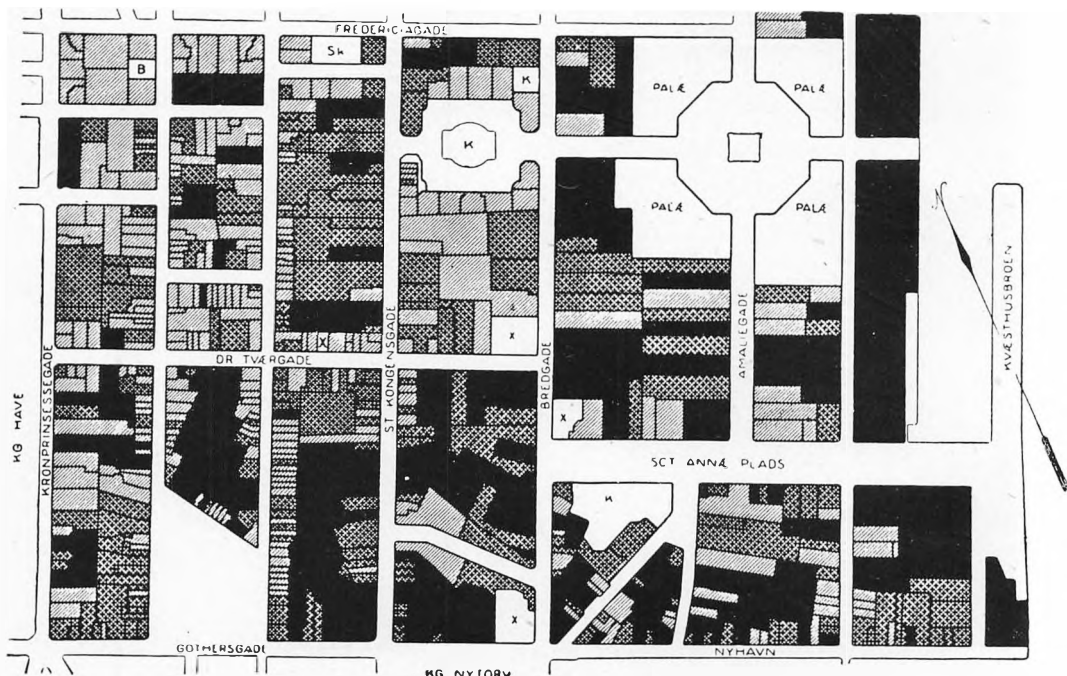 FREDERICIAGADE
Sk
B
K
PALÆ
PALÆ
K
PALÆ
PALÆ
N
KVÆSTHUSBROEN
ST KONGENSGADE
BREDGADE
AMALIEGADE
X
X
DR TVÆRGADE
KRONPRINSESSEGADE
KG HAVE
X
SCT ANNÆ PLADS
K
X
GOTHERSGADE
NYHAVN
KG NYTORV